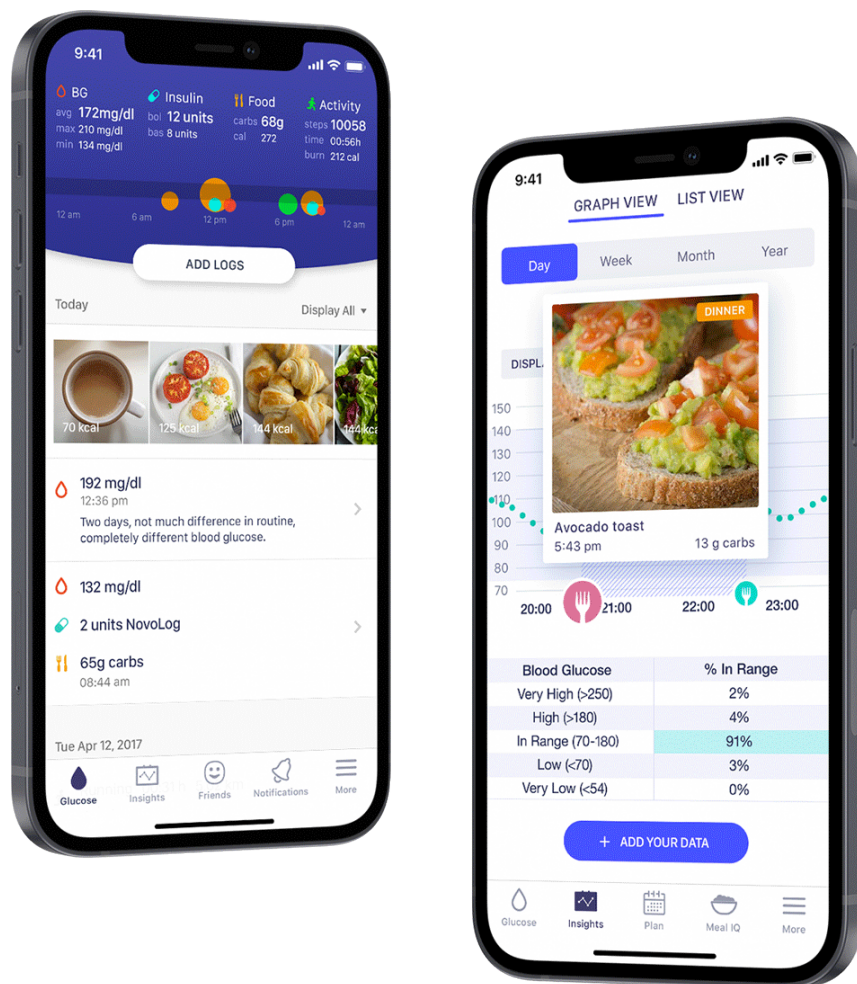 9:41
BG
avg 172mg/dl
max 210 mg/dl
min 134 mg/dl
Insulin
bol 12 units
bas 8 units
Food
carbs 68g
cal 272
Activity
steps 10058
time 00:56h
burn 212 cal
12 am
6 am
12 pm
6 pm
12 am
ADD LOGS
Today
Display All
70 kcal
125 kcal
144 kcal
144 kc
192 mg/dl
12:36 pm
Two days, not much difference in routine,
completely different blood glucose.
132 mg/dl
2 units NovoLog
65g carbs
08:44 am
Tue Apr 12, 2017
Glucose
Insights
Friends
Notifications
More
9:41
GRAPH VIEW
LIST VIEW
Day
Week
Month
Year
DISPL
DINNER
150
140
130
120
110
100
90
80
70
Avocado toast
5:43 pm
13 g carbs
20:00
21:00
22:00
23:00
Blood Glucose % In Range
Very High (>250) 2%
High (>180) 4%
In Range (70-180) 91%
Low (<70) 3%
Very Low (<54) 0%
+ ADD YOUR DATA
Glucose
Insights
Plan
Meal IQ
More